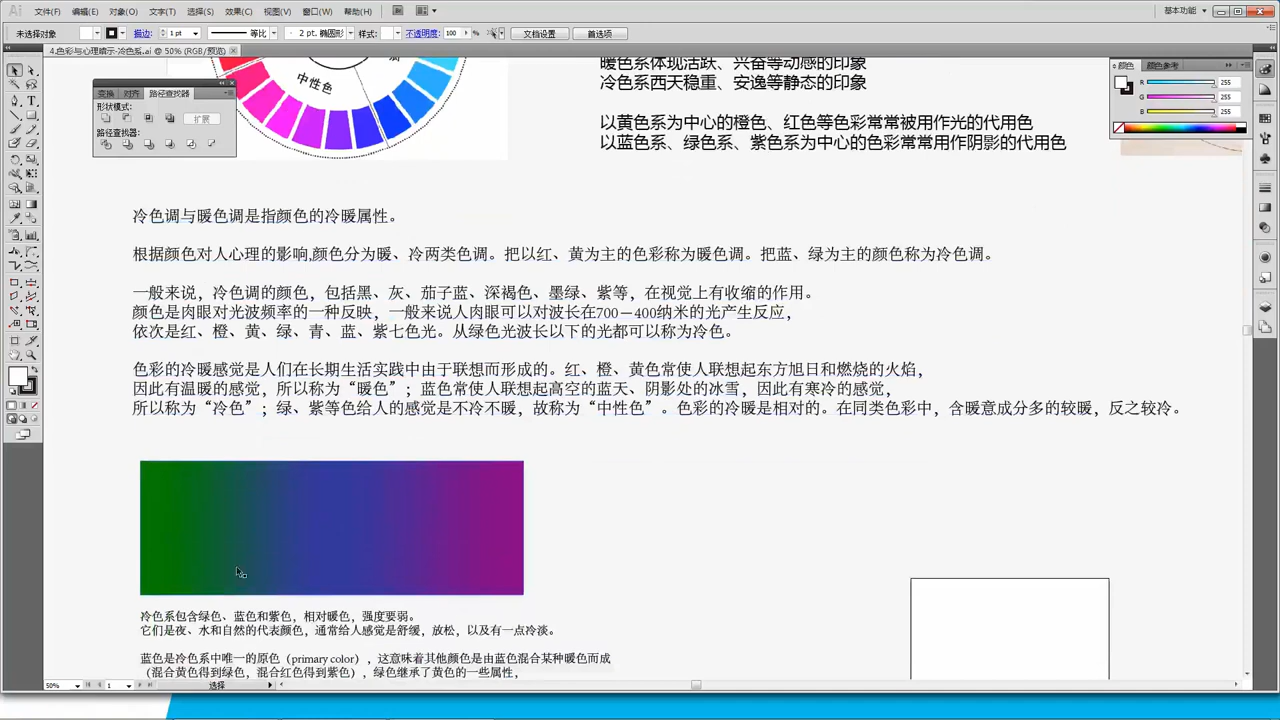 Ai 文件(F) 编辑(E) 对象(O) 文字(T) 选择(S) 效果(C) 视图(V) 窗口(W) 帮助(H) Br 基本功能
未选择对象 描边: 1 pt 等比 2 pt. 椭圆形 样式: 不透明度: 100 % 文档设置 首选项
4.色彩与心理暗示-冷色系.ai @ 50% (RGB/预览)
变换 对齐 路径查找器
形状模式:
扩展
路径查找器:
中性色
颜色 颜色参考
R 255
G 255
B 255
暖色系体现活跃、兴奋等动感的印象
冷色系西天稳重、安逸等静态的印象
以黄色系为中心的橙色、红色等色彩常常被用作光的代用色
以蓝色系、绿色系、紫色系为中心的色彩常常用作阴影的代用色
冷色调与暖色调是指颜色的冷暖属性。
根据颜色对人心理的影响,颜色分为暖、冷两类色调。把以红、黄为主的色彩称为暖色调。把蓝、绿为主的颜色称为冷色调。
一般来说，冷色调的颜色，包括黑、灰、茄子蓝、深褐色、墨绿、紫等，在视觉上有收缩的作用。
颜色是肉眼对光波频率的一种反映，一般来说人肉眼可以对波长在700－400纳米的光产生反应，
依次是红、橙、黄、绿、青、蓝、紫七色光。从绿色光波长以下的光都可以称为冷色。
色彩的冷暖感觉是人们在长期生活实践中由于联想而形成的。红、橙、黄色常使人联想起东方旭日和燃烧的火焰，
因此有温暖的感觉，所以称为“暖色”；蓝色常使人联想起高空的蓝天、阴影处的冰雪，因此有寒冷的感觉，
所以称为“冷色”；绿、紫等色给人的感觉是不冷不暖，故称为“中性色”。色彩的冷暖是相对的。在同类色彩中，含暖意成分多的较暖，反之较冷。
冷色系包含绿色、蓝色和紫色，相对暖色，强度要弱。
它们是夜、水和自然的代表颜色，通常给人感觉是舒缓，放松，以及有一点冷淡。
蓝色是冷色系中唯一的原色（primary color），这意味着其他颜色是由蓝色混合某种暖色而成
（混合黄色得到绿色，混合红色得到紫色），绿色继承了黄色的一些属性，
50% 1 选择